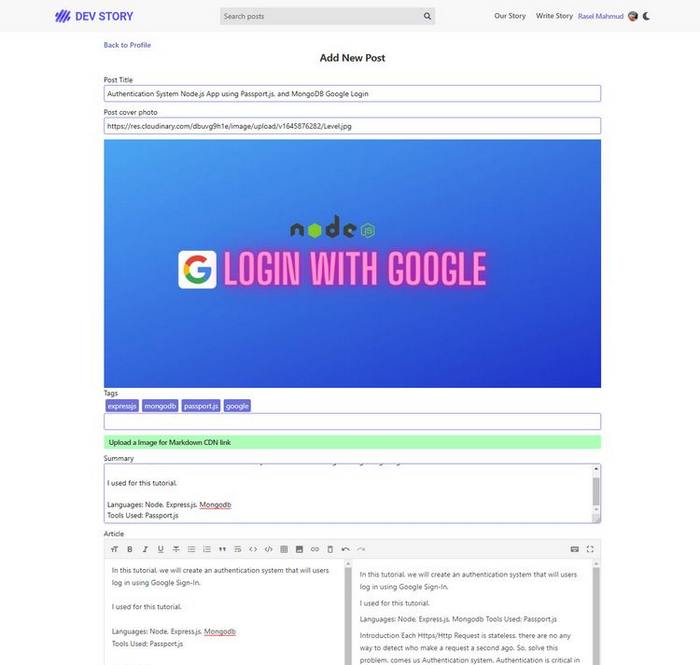 DEV STORY
Search posts
Our Story Write Story Rasel Mahmud
Back to Profile
Add New Post
Post Title
Authentication System Node.js App using Passport.js, and MongoDB Google Login
Post cover photo
https://res.cloudinary.com/dbuvg9h1e/image/upload/v1645876282/Level.jpg
node
JS
G LOGIN WITH GOOGLE
Tags
expressjs mongodb passport.js google
Upload a Image for Markdown CDN link
Summary
I used for this tutorial.
Languages: Node, Express.js, Mongodb
Tools Used: Passport.js
Article
In this tutorial, we will create an authentication system that will users
log in using Google Sign-In.
I used for this tutorial.
Languages: Node, Express.js, Mongodb
Tools Used: Passport.js
In this tutorial, we will create an authentication system that will users
log in using Google Sign-In.
I used for this tutorial.
Languages: Node, Express.js, Mongodb Tools Used: Passport.js
Introduction Each Https/Http Request is stateless. there are no any
way to detect who make a request a second ago. So, solve this
problem, comes us Authentication system. Authentication is critical in